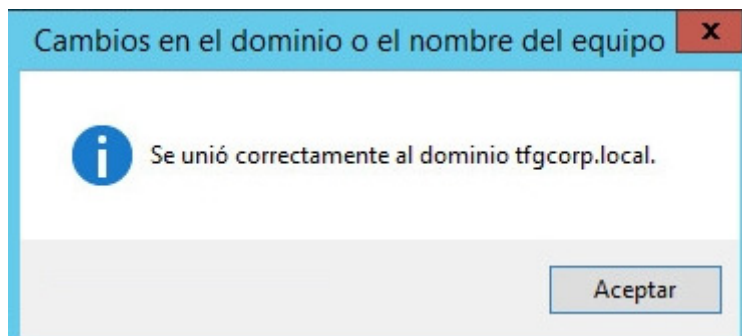 Cambios en el dominio o el nombre del equipo
Se unió correctamente al dominio tfgcorp.local.
Aceptar